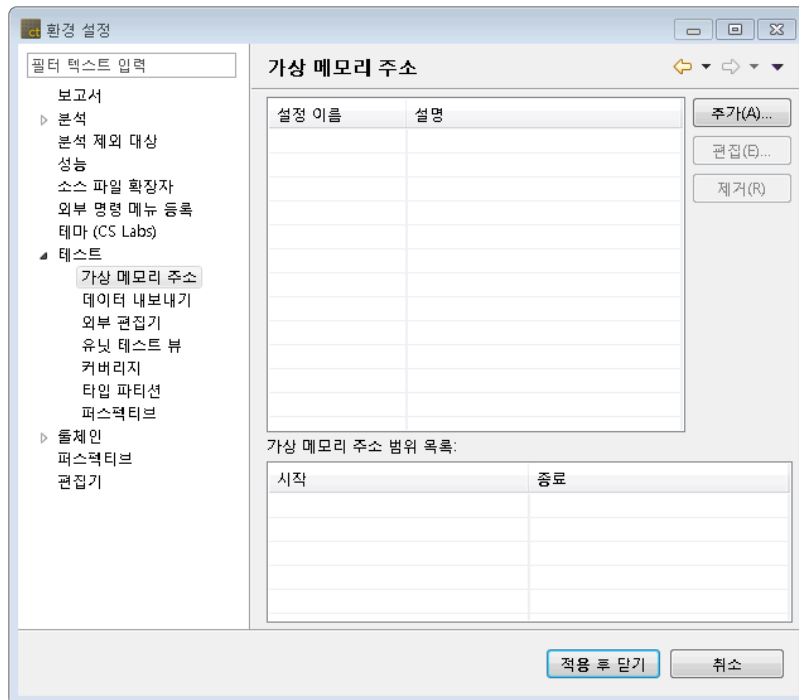 ct 환경 설정
필터 텍스트 입력
보고서
분석
분석 제외 대상
성능
소스 파일 확장자
외부 명령 메뉴 등록
테마 (CS Labs)
테스트
가상 메모리 주소
데이터 내보내기
외부 편집기
유닛 테스트 뷰
커버리지
타입 파티션
퍼스펙티브
툴체인
퍼스펙티브
편집기
가상 메모리 주소
설정 이름 설명
추가(A)...
편집(E)...
제거(R)
가상 메모리 주소 범위 목록:
시작 종료
적용 후 닫기 취소